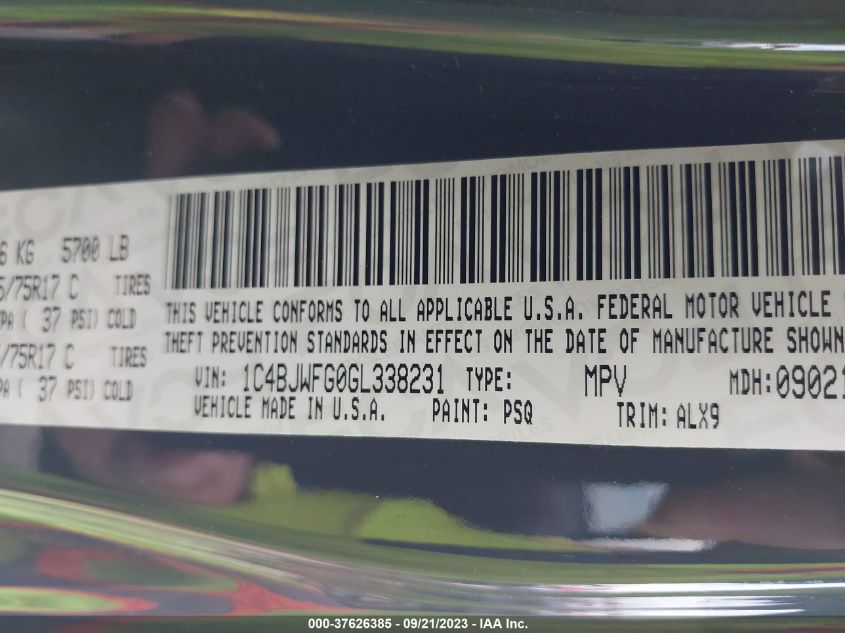 6 KG 5700 LB
5/75R17 C TIRES
PA ( 37 PSI) COLD
/75R17 C TIRES
PA ( 37 PSI) COLD
THIS VEHICLE CONFORMS TO ALL APPLICABLE U.S.A. FEDERAL MOTOR VEHICLE
THEFT PREVENTION STANDARDS IN EFFECT ON THE DATE OF MANUFACTURE SHOWN
VIN: 1C4BJWFG0GL338231 TYPE: MPV MDH:09021
VEHICLE MADE IN U.S.A. PAINT: PSQ TRIM: ALX9
000-37626385 - 09/21/2023 - IAA Inc.